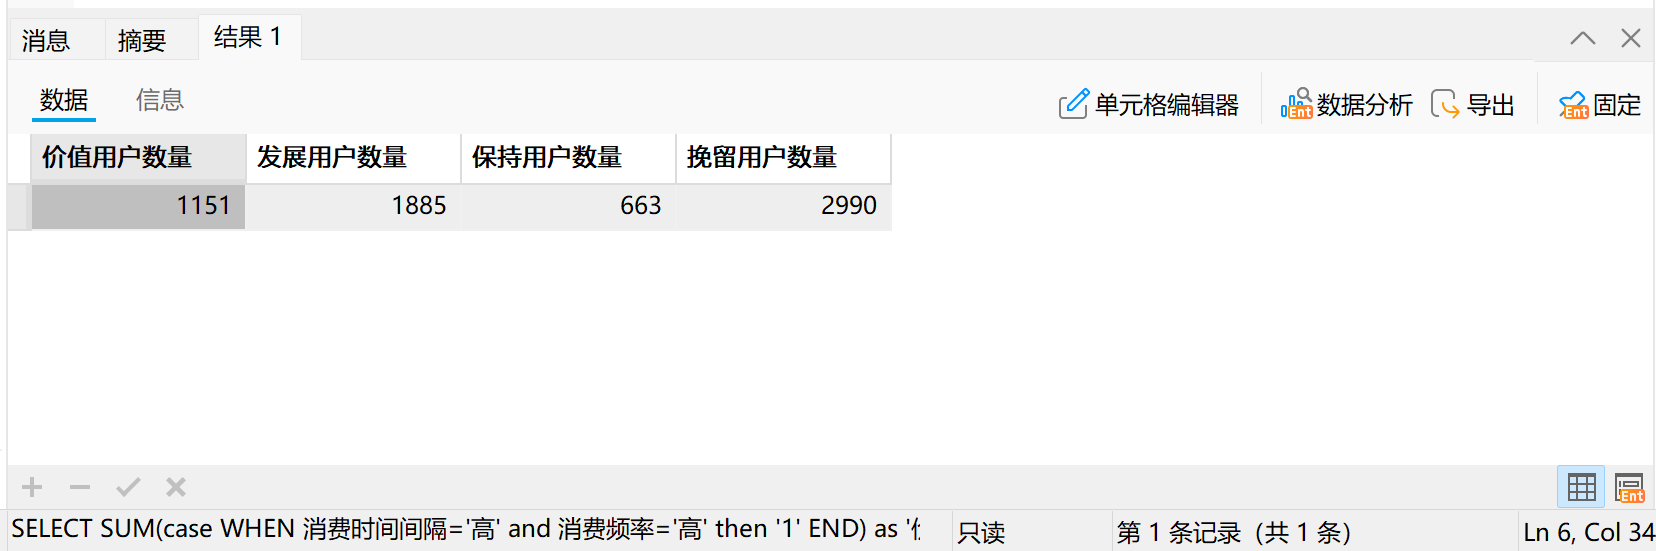 消息 摘要 结果 1
数据 信息 单元格编辑器 Ent 数据分析 导出 Ent 固定
价值用户数量 发展用户数量 保持用户数量 挽留用户数量
1151 1885 663 2990
Ent
SELECT SUM(case WHEN 消费时间间隔='高' and 消费频率='高' then '1' END) as ' 只读 第 1 条记录 (共 1 条) Ln 6, Col 34